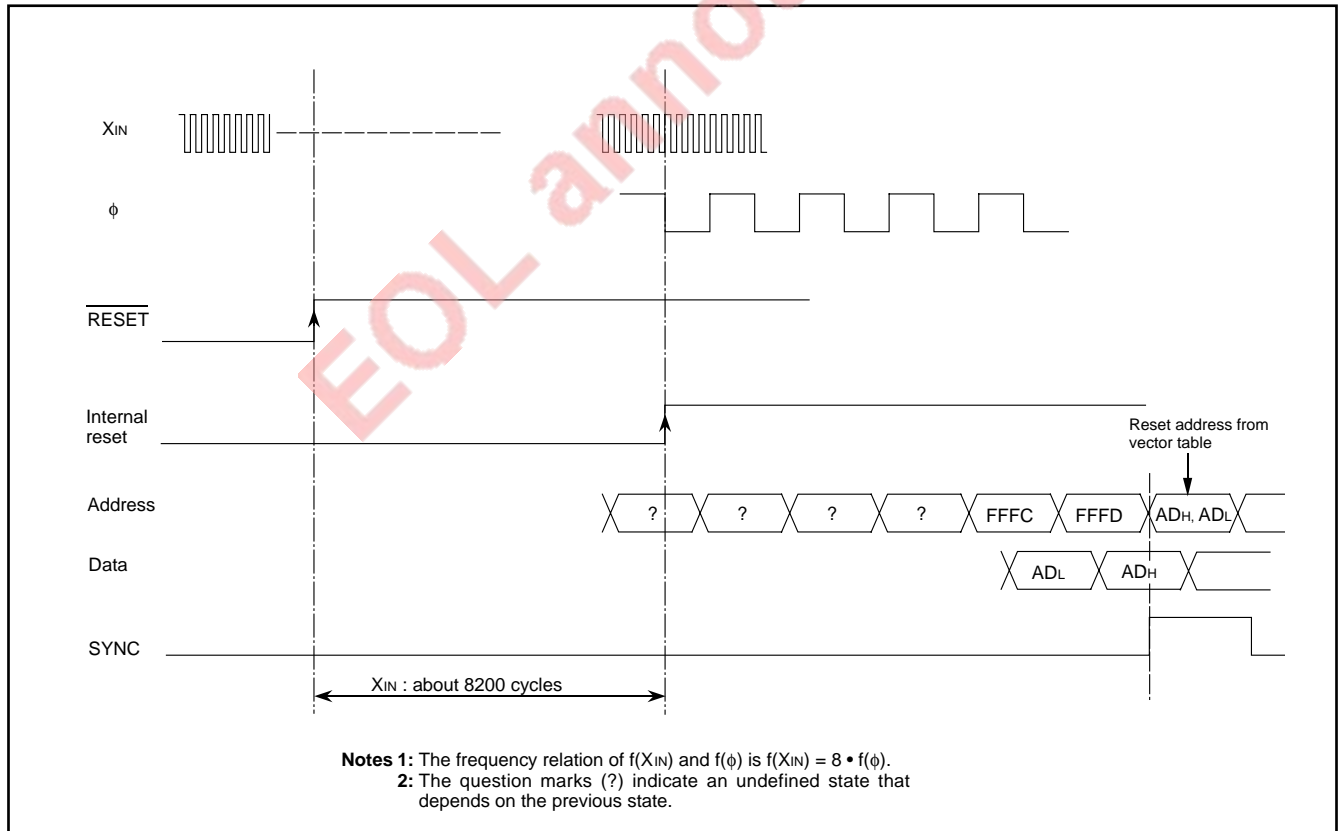 EOL anno
XIN
φ
RESET
Internal
reset
Reset address from
vector table
Address
? ? ? ? FFFC FFFD ADH, ADL
Data
ADL ADH
SYNC
XIN : about 8200 cycles
Notes 1: The frequency relation of f(XIN) and f(φ) is f(XIN) = 8 • f(φ).
2: The question marks (?) indicate an undefined state that
depends on the previous state.